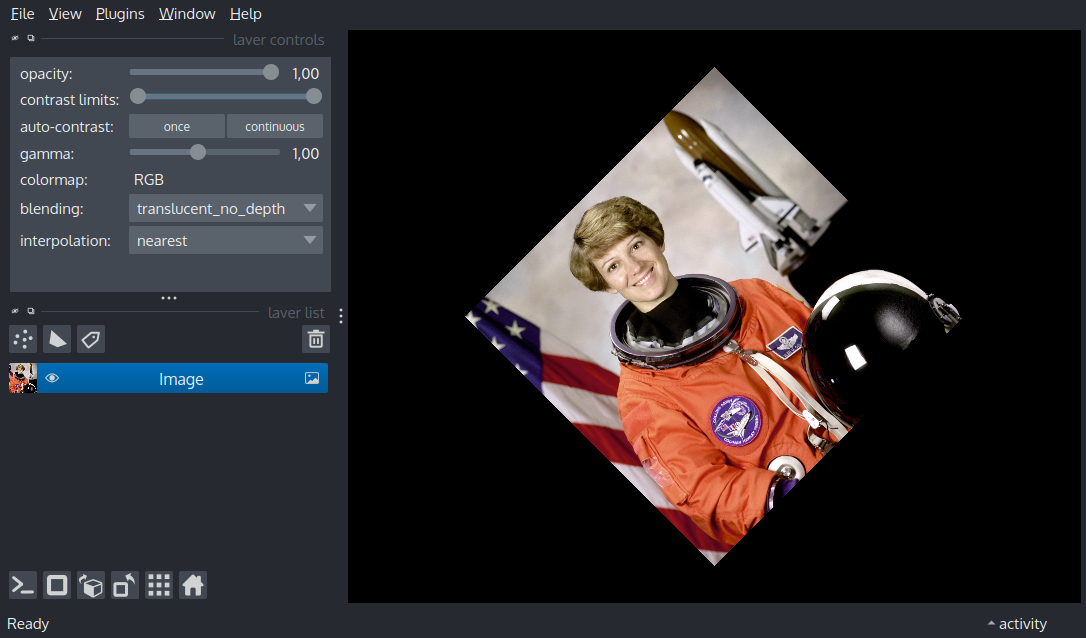 File View Plugins Window Help
layer controls
opacity: 1,00
contrast limits:
auto-contrast: once continuous
gamma: 1,00
colormap: RGB
blending: translucent_no_depth
interpolation: nearest
layer list
Image
Ready
activity